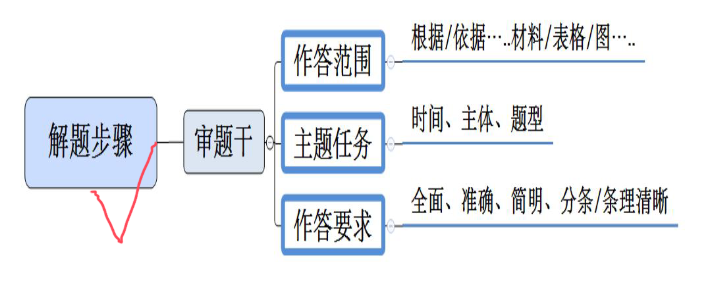 解题步骤
审题干
作答范围
根据/依据…..材料/表格/图…..
主题任务
时间、主体、题型
作答要求
全面、准确、简明、分条/条理清晰